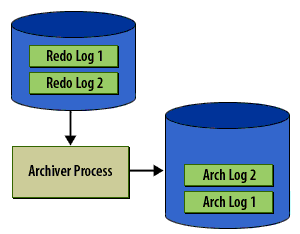 Redo Log 1
Redo Log 2
Archiver Process
Arch Log 2
Arch Log 1